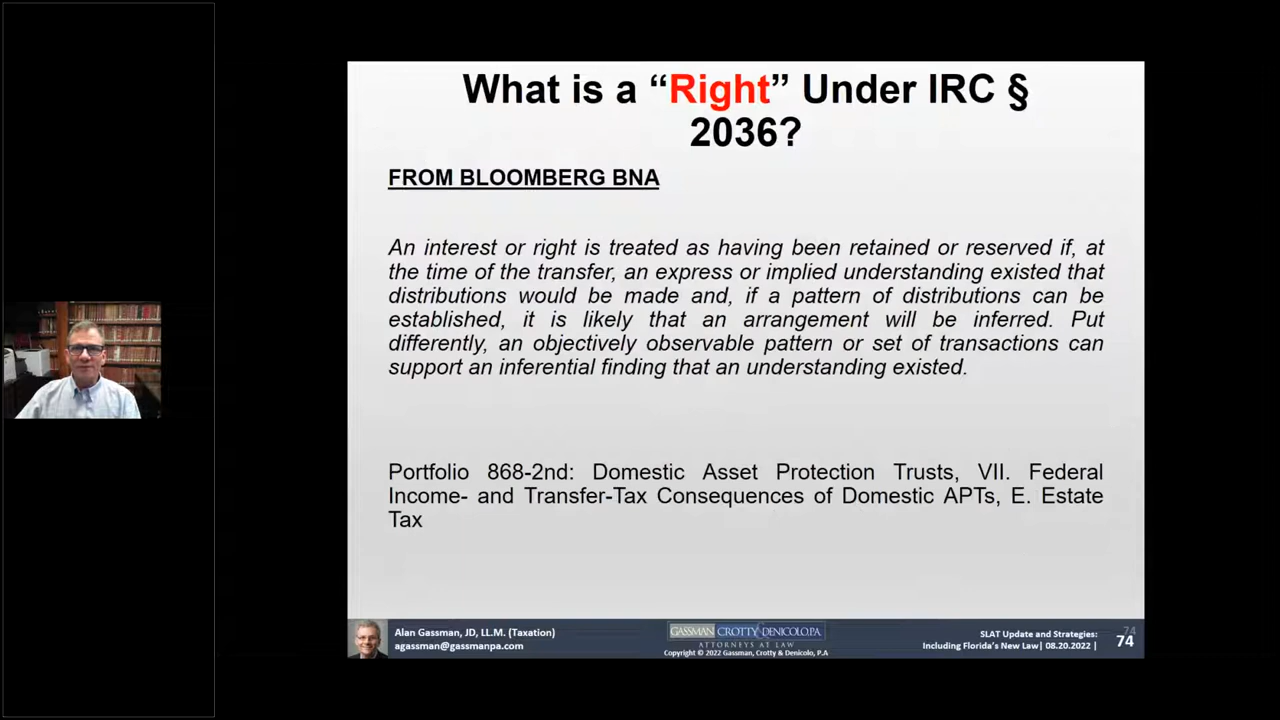 What is a “Right” Under IRC §
2036?
FROM BLOOMBERG BNA
An interest or right is treated as having been retained or reserved if, at
the time of the transfer, an express or implied understanding existed that
distributions would be made and, if a pattern of distributions can be
established, it is likely that an arrangement will be inferred. Put
differently, an objectively observable pattern or set of transactions can
support an inferential finding that an understanding existed.
Portfolio 868-2nd: Domestic Asset Protection Trusts, VII. Federal
Income- and Transfer-Tax Consequences of Domestic APTs, E. Estate
Tax
Alan Gassman, JD, LL.M. (Taxation)
agassman@gassmanpa.com
GASSMAN CROTTY & DENICOLO, P.A.
ATTORNEYS AT LAW
Copyright © 2022 Gassman, Crotty & Denicolo, P.A
SLAT Update and Strategies:
Including Florida's New Law| 08.20.2022 |
74
74